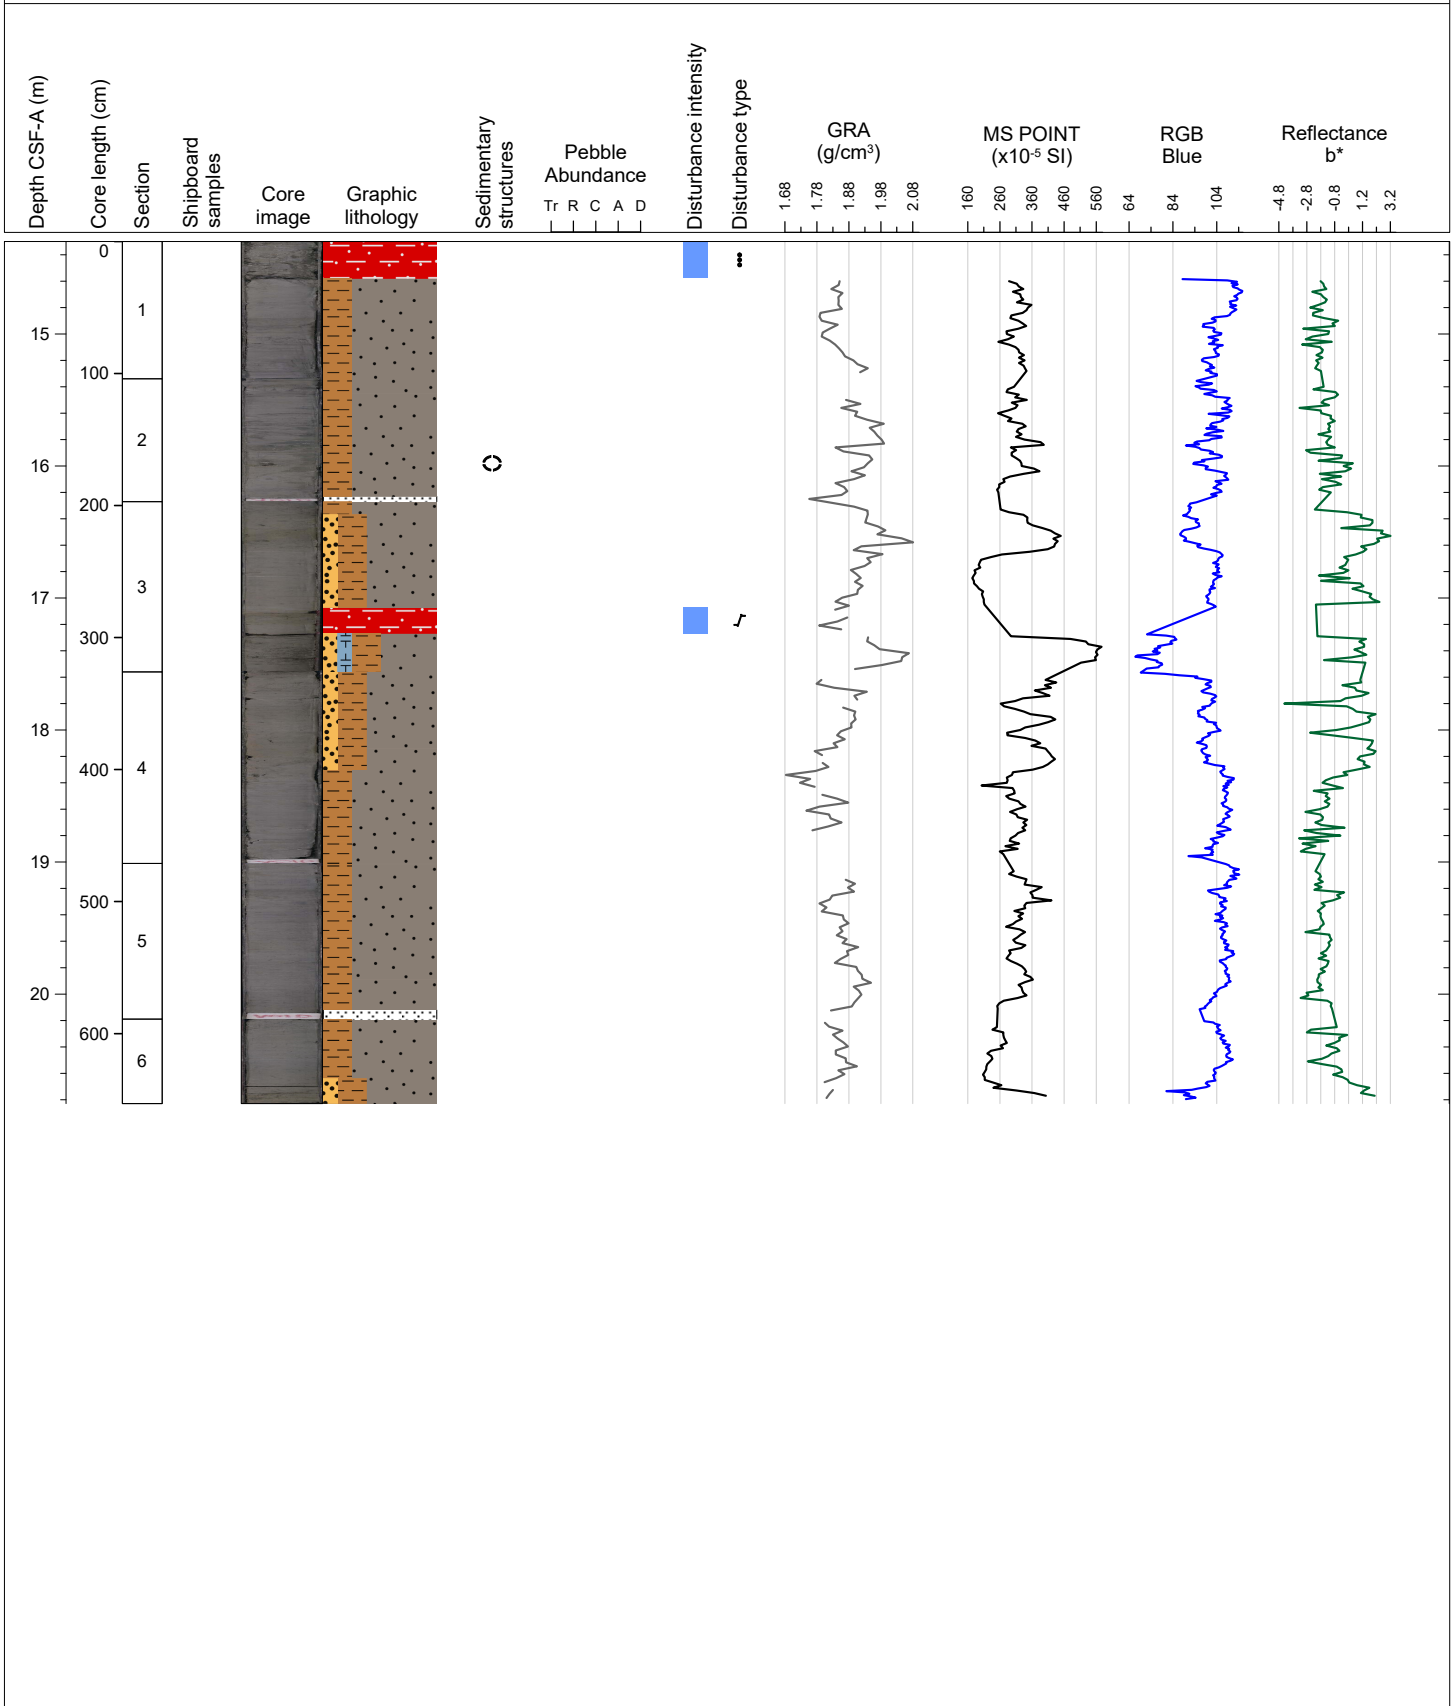 Depth CSF-A (m)
Core length (cm)
Section
Shipboard
samples
Core
image
Graphic
lithology
Sedimentary
structures
Pebble
Abundance
Tr R C A D
Disturbance intensity
Disturbance type
GRA
(g/cm³)
1.68 1.78 1.88 1.98 2.08
MS POINT
(x10⁻⁵ SI)
160 260 360 460 560
RGB
Blue
64 84 104
Reflectance
b*
-4.8 -2.8 -0.8 1.2 3.2
0
1
15
100
2
16
200
3
17
300
18
4
400
19
500
5
20
600
6